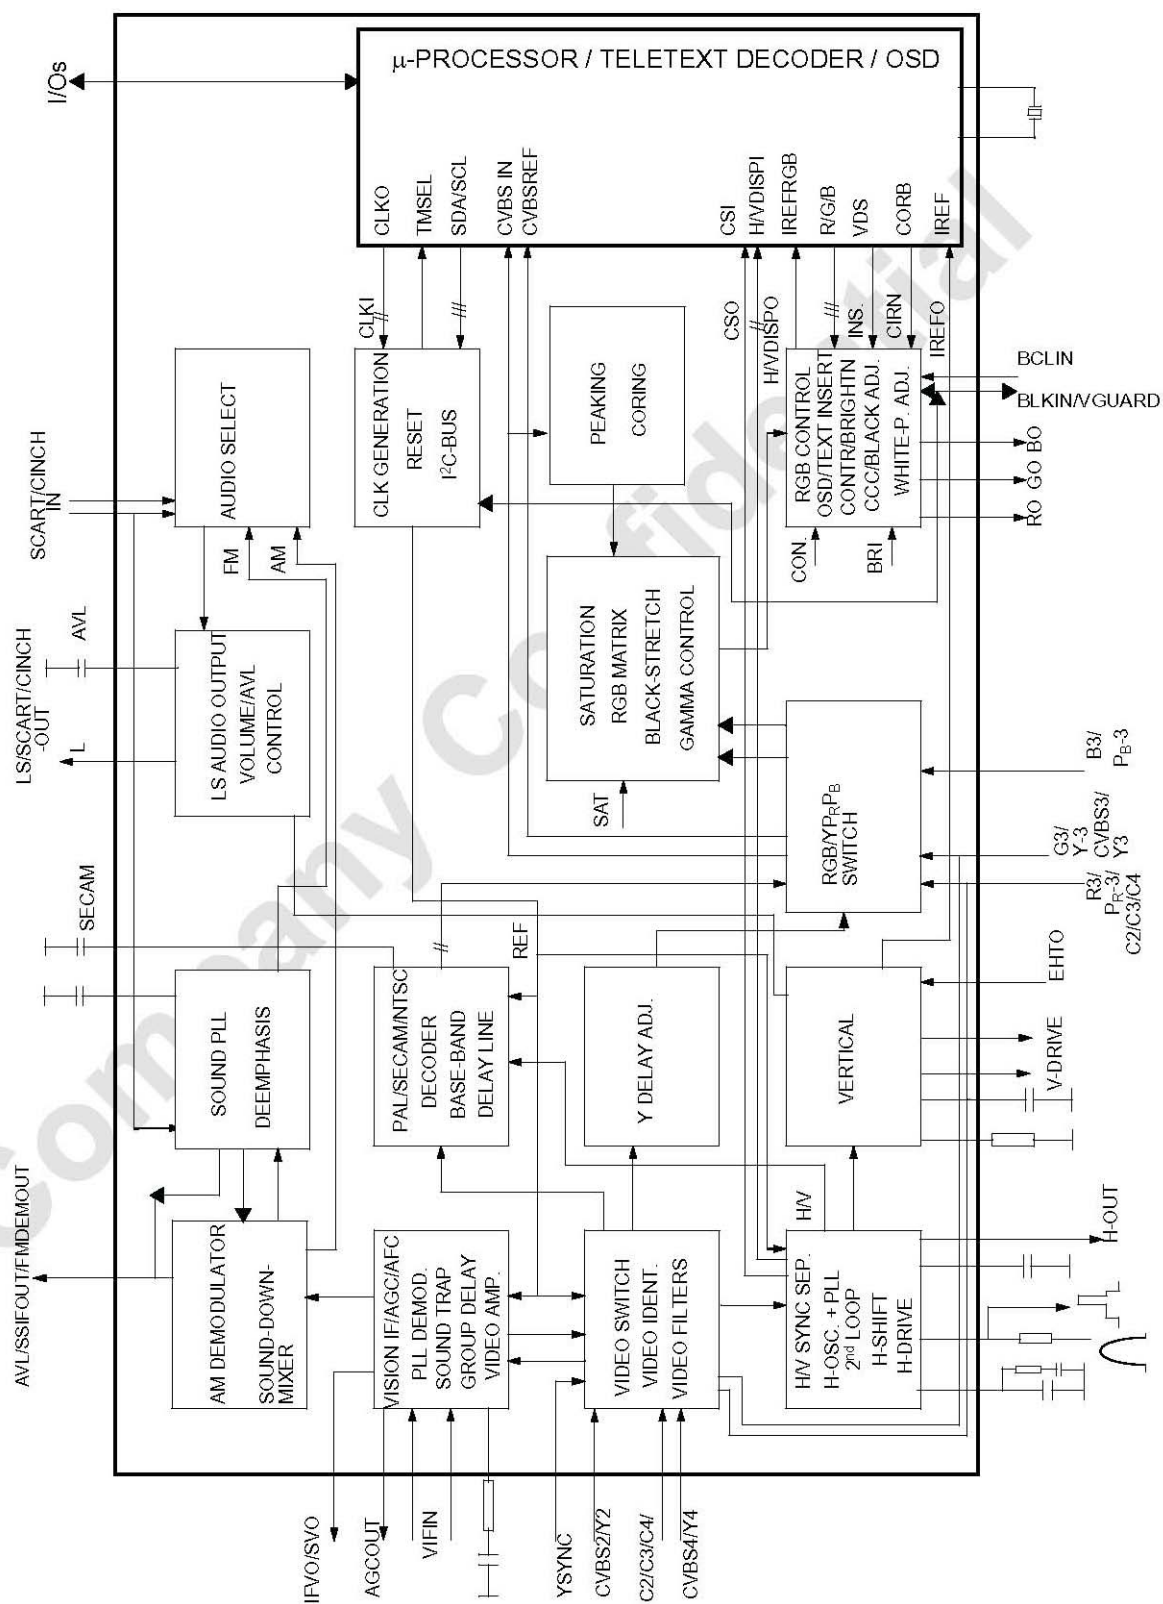 μ-PROCESSOR / TELETEXT DECODER / OSD
I/Os
CLKO
TMSEL
SDA/SCL
CVBS IN
CVBSREF
CSI
H/VDISPI
IREFRGB
R/G/B
VDS
CORB
IREF
CLKI
CSO
H/VDISPO
INS.
CIRN
IREFO
SCART/CINCH
IN
AUDIO SELECT
FM
AM
CLK GENERATION
RESET
I²C-BUS
PEAKING
CORING
RGB CONTROL
OSD/TEXT INSERT
CONTR/BRIGHTN
CCC/BLACK ADJ.
WHITE-P. ADJ.
BCLIN
BLKIN/VGUARD
BO
GO
RO
CON.
BRI
LS/SCART/CINCH
-OUT
L
AVL
LS AUDIO OUTPUT
VOLUME/AVL
CONTROL
SATURATION
RGB MATRIX
BLACK-STRETCH
GAMMA CONTROL
SAT
RGB/YPRPB
SWITCH
B3/
PB-3
G3/
Y-3
CVBS3/
Y3
R3/
PR-3/
C2/C3/C4
SECAM
SOUND PLL
DEEMPHASIS
PAL/SECAM/NTSC
DECODER
BASE-BAND
DELAY LINE
REF
Y DELAY ADJ.
VERTICAL
EHTO
V-DRIVE
AVL/SSIFOUT/FMDEMOUT
AM DEMODULATOR
SOUND-DOWN-
MIXER
VISION IF/AGC/AFC
PLL DEMOD.
SOUND TRAP
GROUP DELAY
VIDEO AMP.
VIDEO SWITCH
VIDEO IDENT.
VIDEO FILTERS
H/V
H/V SYNC SEP.
H-OSC. + PLL
2nd LOOP
H-SHIFT
H-DRIVE
H-OUT
IFVO/SVO
AGCOUT
VIFIN
YSYNC
CVBS2/Y2
C2/C3/C4/
CVBS4/Y4
Company Confidential